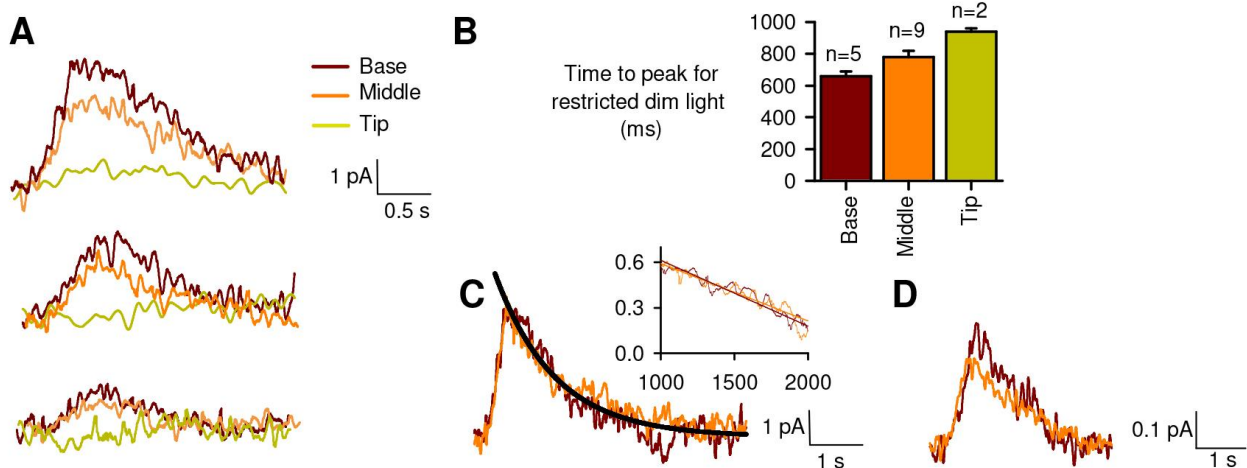 A
Base
Middle
Tip
1 pA
0.5 s
B
Time to peak for
restricted dim light
(ms)
1000
800
600
400
200
0
n=5
n=9
n=2
Base
Middle
Tip
C
0.6
0.3
0.0
1000
1500
2000
1 pA
1 s
D
0.1 pA
1 s